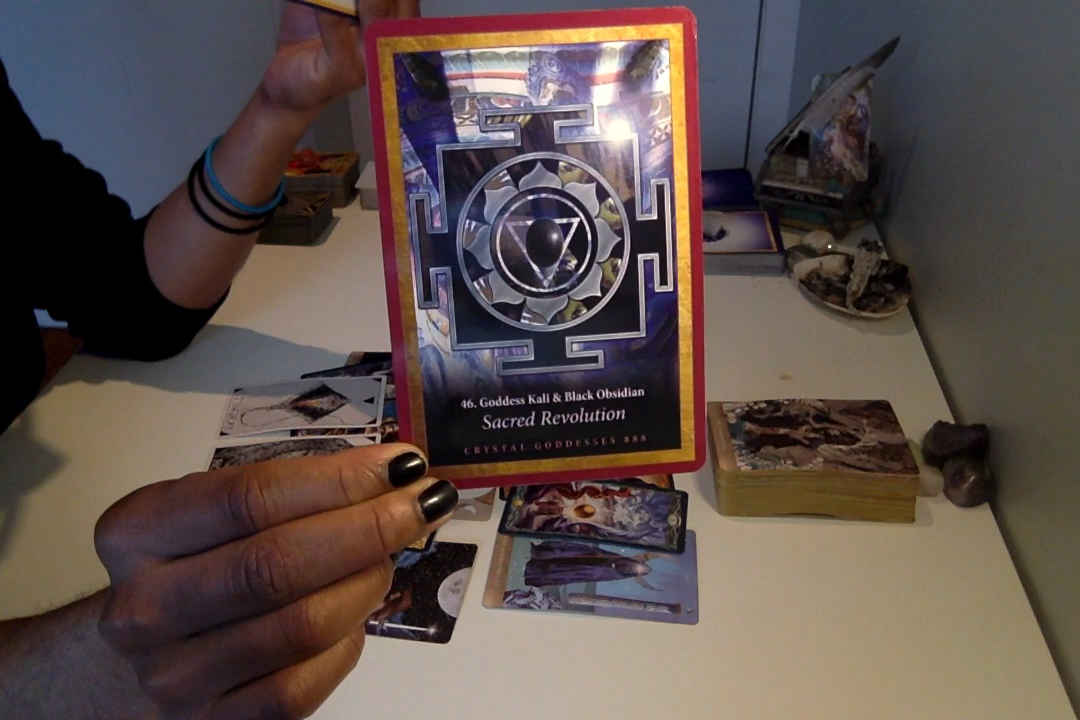 46. Goddess Kali & Black Obsidian
Sacred Revolution
CRYSTAL GODDESSES 888